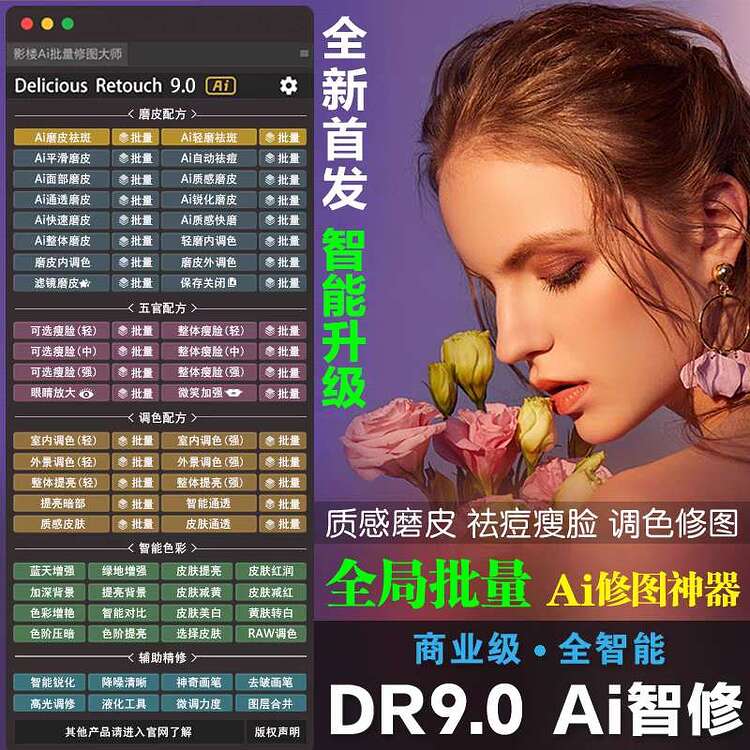 影楼Ai批量修图大师
Delicious Retouch 9.0 Ai
磨皮配方
Ai磨皮祛斑 批量 Ai轻磨祛斑 批量
Ai平滑磨皮 批量 Ai自动祛痘 批量
Ai面部磨皮 批量 Ai质感磨皮 批量
Ai通透磨皮 批量 Ai锐化磨皮 批量
Ai快速磨皮 批量 Ai质感快磨 批量
Ai整体磨皮 批量 轻磨内调色 批量
磨皮内调色 批量 磨皮外调色 批量
滤镜磨皮 批量 保存关闭 批量
五官配方
可选瘦脸(轻) 批量 整体瘦脸(轻) 批量
可选瘦脸(中) 批量 整体瘦脸(中) 批量
可选瘦脸(强) 批量 整体瘦脸(强) 批量
眼睛放大 批量 微笑加强 批量
调色配方
室内调色(轻) 批量 室内调色(强) 批量
外景调色(轻) 批量 外景调色(强) 批量
整体提亮(轻) 批量 整体提亮(强) 批量
提亮暗部 批量 智能通透 批量
质感皮肤 批量 皮肤通透 批量
智能色彩
蓝天增强 绿地增强 皮肤提亮 皮肤红润
加深背景 提亮背景 皮肤减黄 皮肤减红
色彩增艳 智能对比 皮肤美白 黄肤转白
色阶压暗 色阶提亮 选择皮肤 RAW调色
辅助精修
智能锐化 降噪清晰 神奇画笔 去皱画笔
高光调修 液化工具 微调力度 图层合并
其他产品请进入官网了解 版权声明
全新首发
智能升级
质感磨皮 祛痘瘦脸 调色修图
全局批量 Ai修图神器
商业级·全智能
DR9.0 Ai智修